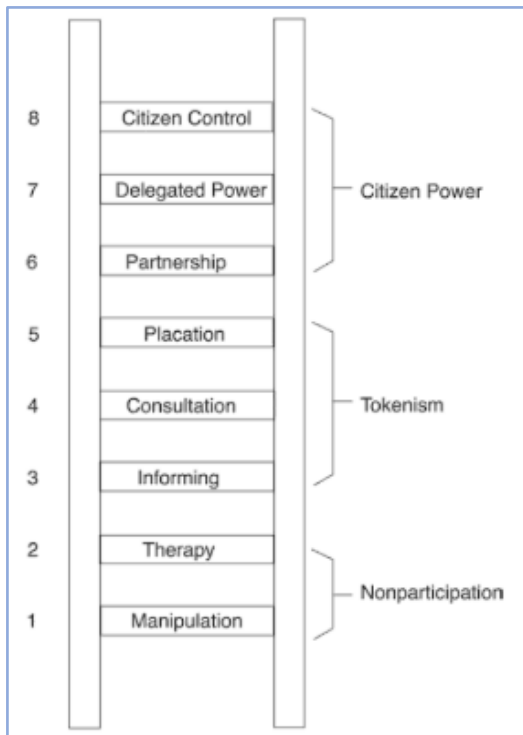 8 Citizen Control
7 Delegated Power
Citizen Power
6 Partnership
5 Placation
4 Consultation
Tokenism
3 Informing
2 Therapy
Nonparticipation
1 Manipulation